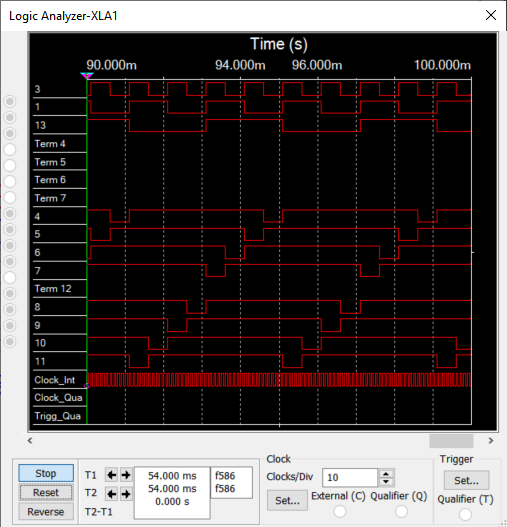 Logic Analyzer-XLA1
Time (s)
90.000m 94.000m 96.000m 100.000m
3
1
13
Term 4
Term 5
Term 6
Term 7
4
5
6
7
Term 12
8
9
10
11
Clock_Int
Clock_Qua
Trigg_Qua
Stop
Reset
Reverse
T1
T2
T2-T1
54.000 ms
54.000 ms
0.000 s
f586
f586
Clock
Clocks/Div 10
Set...
External (C) Qualifier (Q)
Trigger
Set...
Qualifier (T)